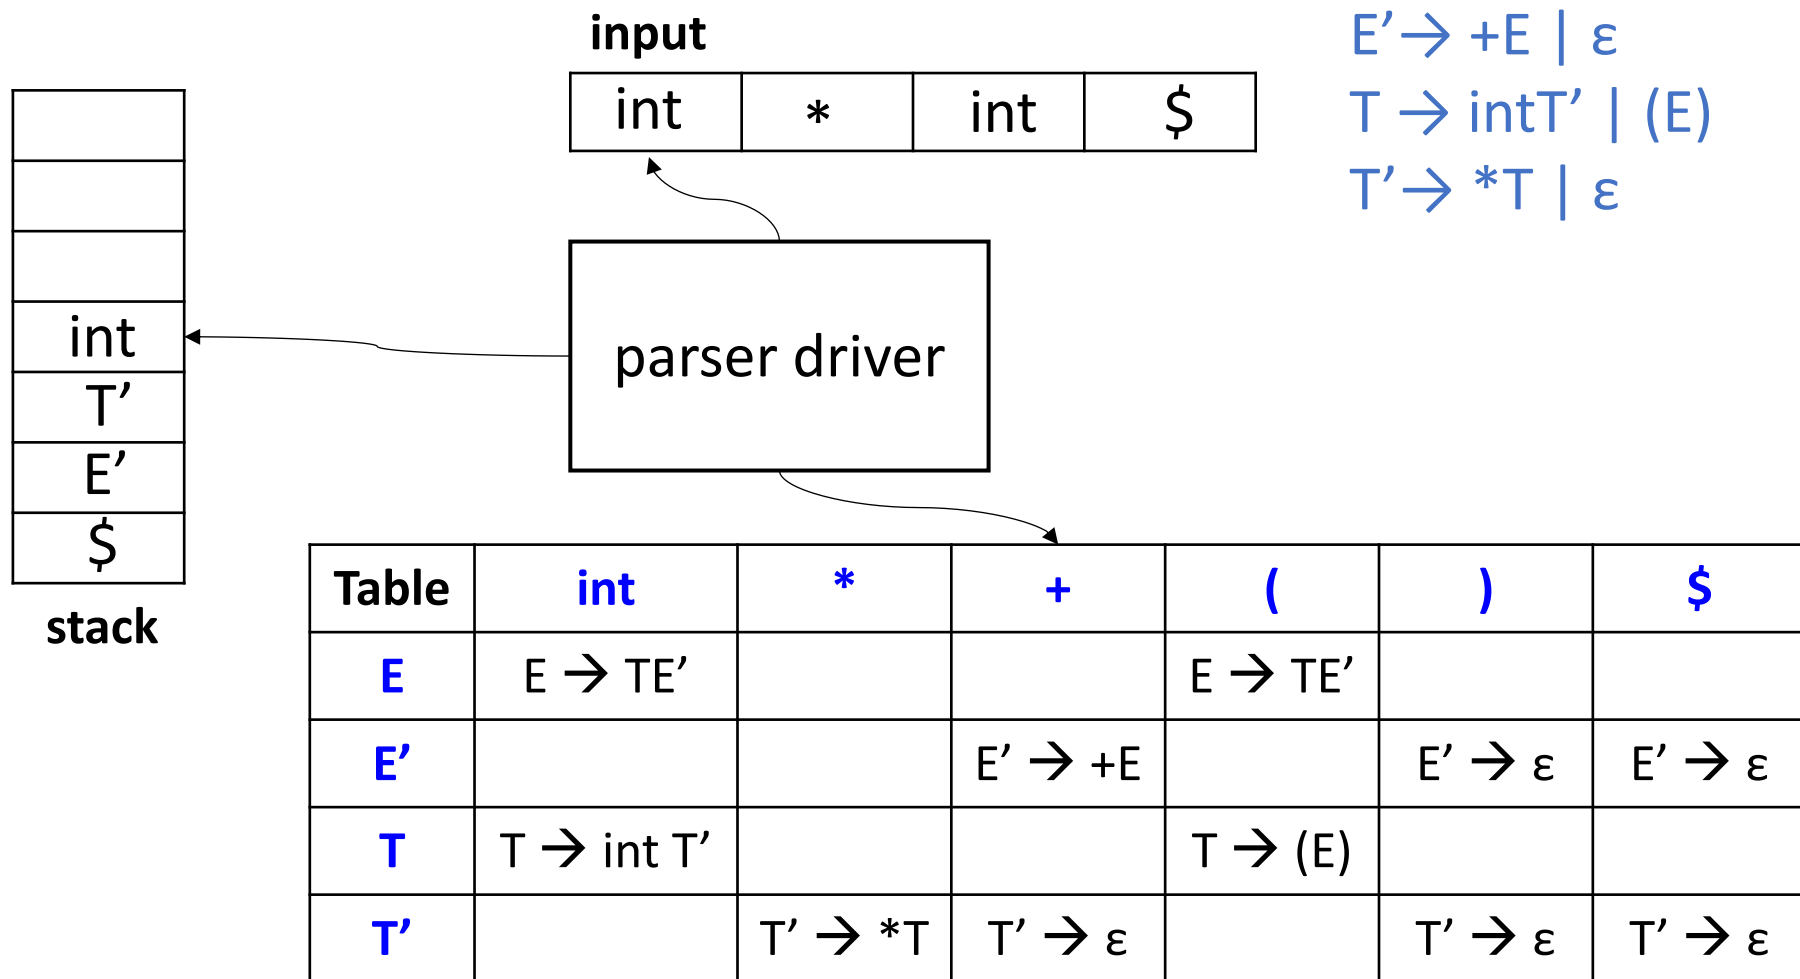 input
int * int $
E’→ +E | ε
T → intT’ | (E)
T’→ *T | ε
int
T’
E’
$
stack
parser driver
Table int * + ( ) $
E E → TE’ E → TE’
E’ E’ → +E E’ → ε E’ → ε
T T → int T’ T → (E)
T’ T’ → *T T’ → ε T’ → ε T’ → ε